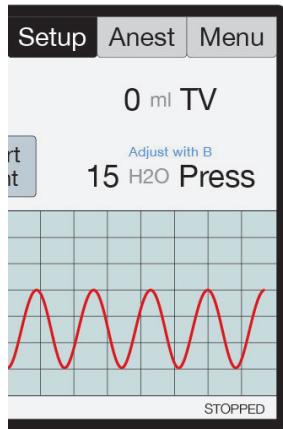 Setup Anest Menu
0 ml TV
Adjust with B
15 H2O Press
STOPPED